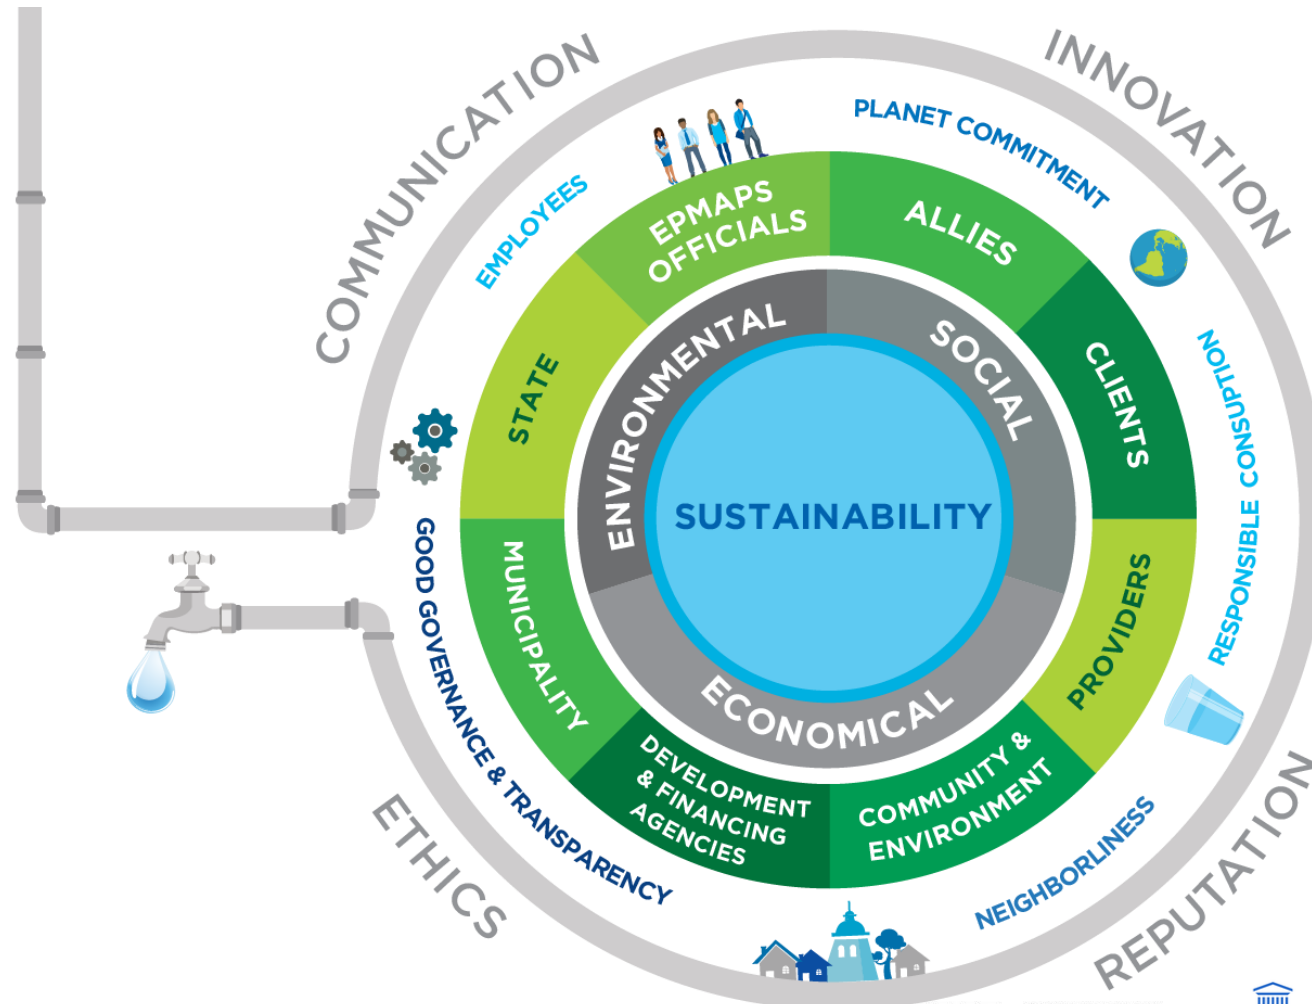 COMMUNICATION
INNOVATION
PLANET COMMITMENT
EMPLOYEES
EPMAPS
OFFICIALS
ALLIES
STATE
CLIENTS
ENVIRONMENTAL
SOCIAL
SUSTAINABILITY
RESPONSIBLE CONSUPTION
GOOD GOVERNANCE & TRANSPARENCY
MUNICIPALITY
PROVIDERS
ECONOMICAL
DEVELOPMENT
& FINANCING
AGENCIES
COMMUNITY &
ENVIRONMENT
NEIGHBORLINESS
ETHICS
REPUTATION